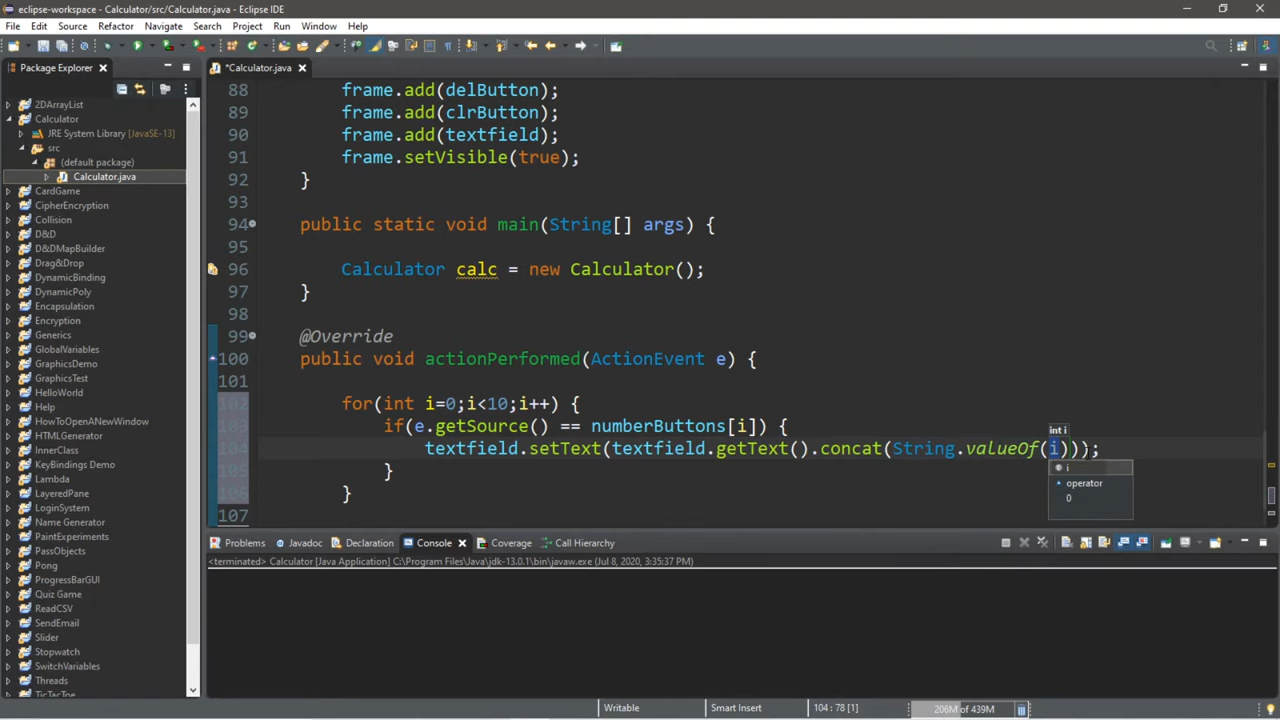 eclipse-workspace - Calculator/src/Calculator.java - Eclipse IDE
File Edit Source Refactor Navigate Search Project Run Window Help
Package Explorer
2DArrayList
Calculator
JRE System Library [JavaSE-13]
src
(default package)
Calculator.java
CardGame
CipherEncryption
Collision
D&D
D&DMapBuilder
Drag&Drop
DynamicBinding
DynamicPoly
Encapsulation
Encryption
Generics
GlobalVariables
GraphicsDemo
GraphicsTest
HelloWorld
Help
HowToOpenANewWindow
HTMLGenerator
InnerClass
KeyBindings Demo
Lambda
LayeredPane
LoginSystem
Name Generator
PaintExperiments
PassObjects
Pong
ProgressBarGUI
Quiz Game
ReadCSV
SendEmail
Slider
Stopwatch
SwitchVariables
Threads
TicTacToe
*Calculator.java
88 frame.add(delButton);
89 frame.add(clrButton);
90 frame.add(textfield);
91 frame.setVisible(true);
92 }
93
94 public static void main(String[] args) {
95
96 Calculator calc = new Calculator();
97 }
98
99 @Override
100 public void actionPerformed(ActionEvent e) {
101
102 for(int i=0;i<10;i++) {
103 if(e.getSource() == numberButtons[i]) {
int i
104 textfield.setText(textfield.getText().concat(String.valueOf(i)));
i
105 }
operator
106 }
0
107
Problems Javadoc Declaration Console Coverage Call Hierarchy
<terminated> Calculator [Java Application] C:\Program Files\Java\jdk-13.0.1\bin\javaw.exe (Jul 8, 2020, 3:35:37 PM)
Writable Smart Insert 104 : 78 [1] 206M of 439M